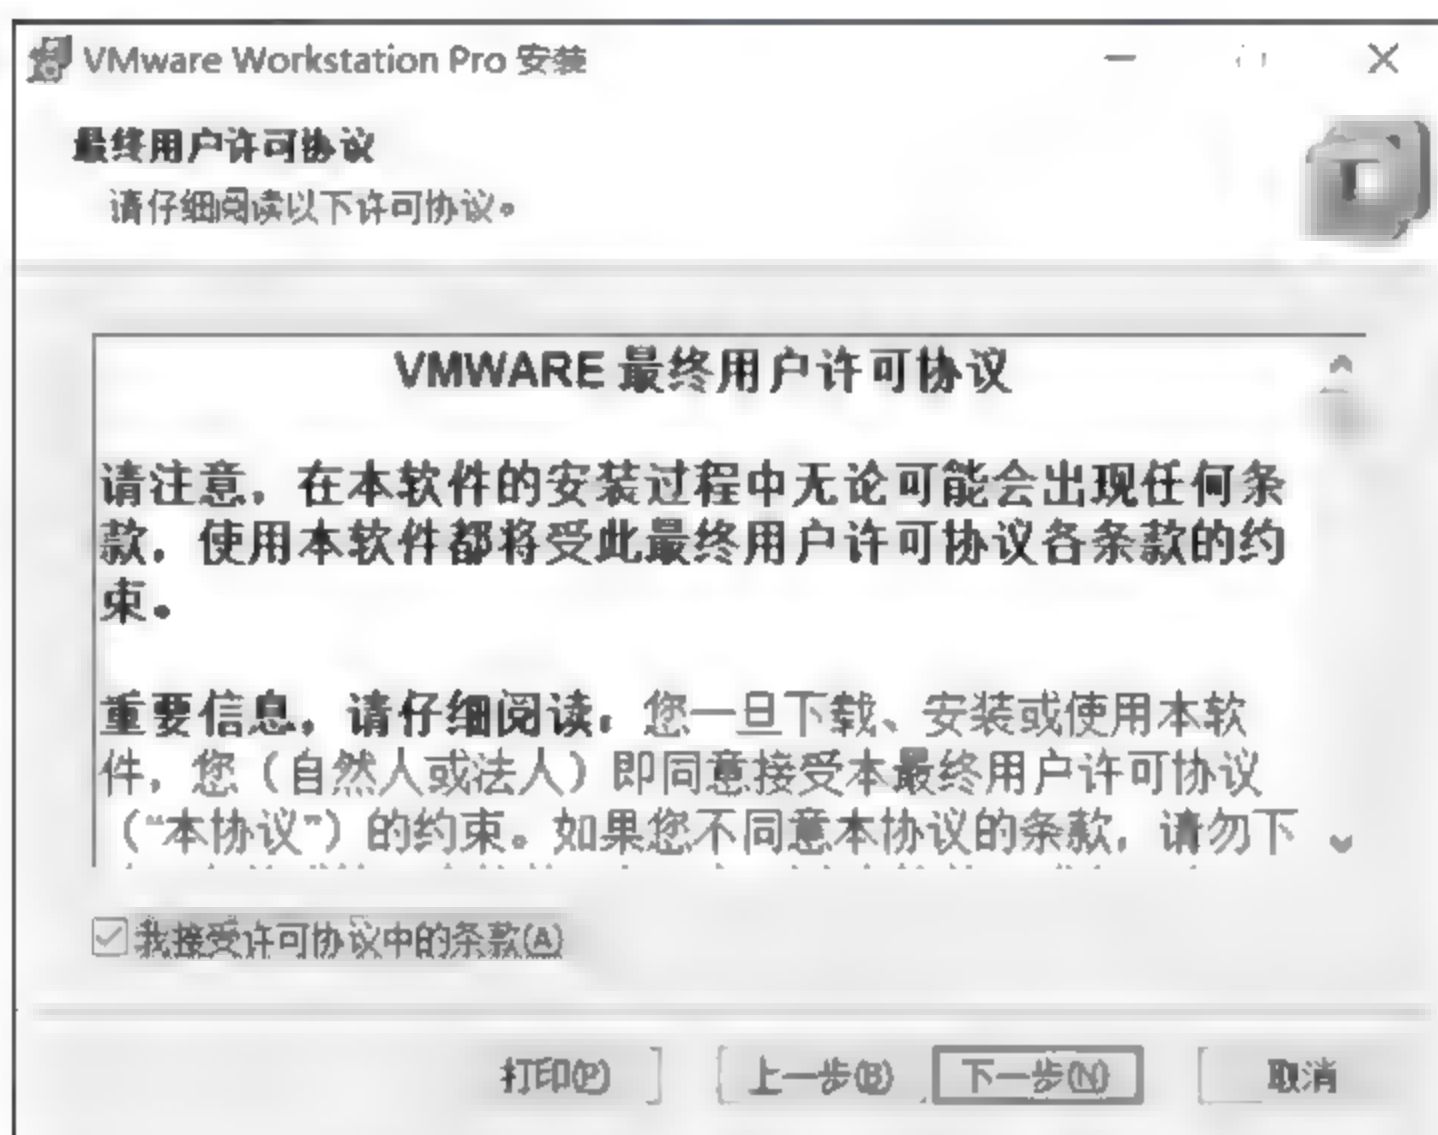 VMware Workstation Pro 安装
最终用户许可协议
请仔细阅读以下许可协议。
VMWARE 最终用户许可协议
请注意，在本软件的安装过程中无论可能会出现任何条
款，使用本软件都将受此最终用户许可协议各条款的约
束。
重要信息，请仔细阅读：您一旦下载、安装或使用本软
件，您（自然人或法人）即同意接受本最终用户许可协议
（“本协议”）的约束。如果您不同意本协议的条款，请勿下
我接受许可协议中的条款(A)
打印(P) 上一步(B) 下一步(N) 取消